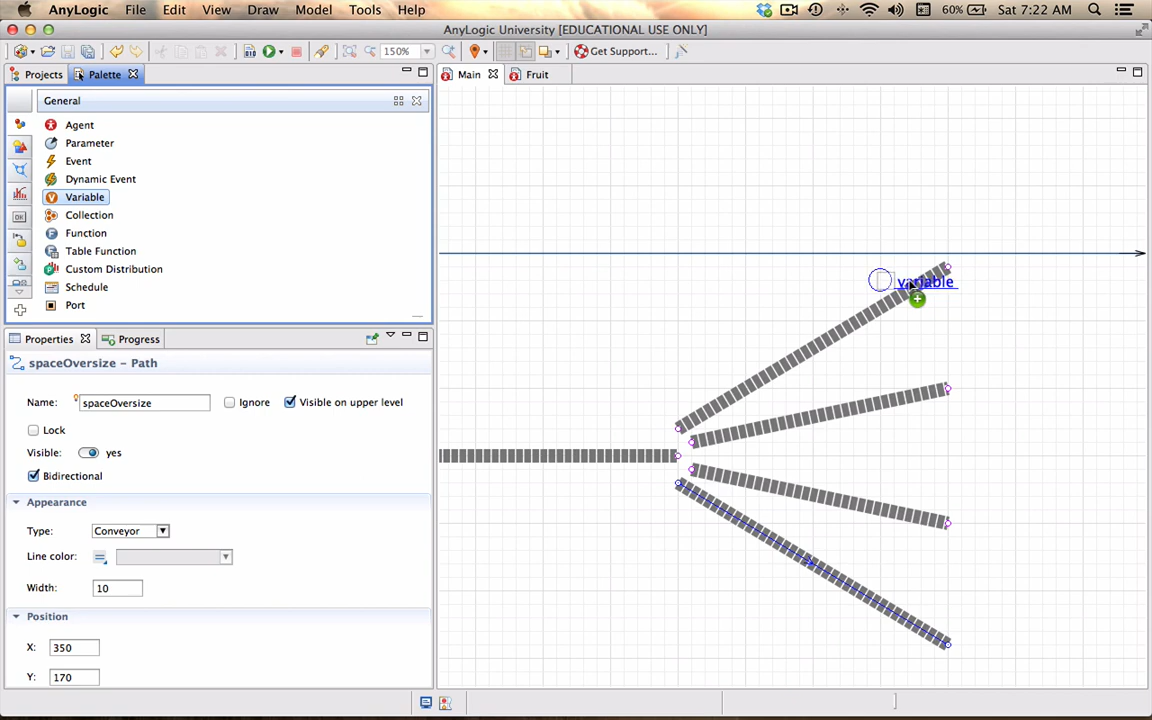 AnyLogic File Edit View Draw Model Tools Help 60% Sat 7:22 AM
AnyLogic University [EDUCATIONAL USE ONLY]
150% Get Support...
Projects Palette Main Fruit
General
Agent
Parameter
Event
Dynamic Event
Variable
Collection
Function
Table Function
Custom Distribution
Schedule
Port
variable
Properties Progress
spaceOversize - Path
Name: spaceOversize Ignore Visible on upper level
Lock
Visible: yes
Bidirectional
Appearance
Type: Conveyor
Line color:
Width: 10
Position
X: 350
Y: 170